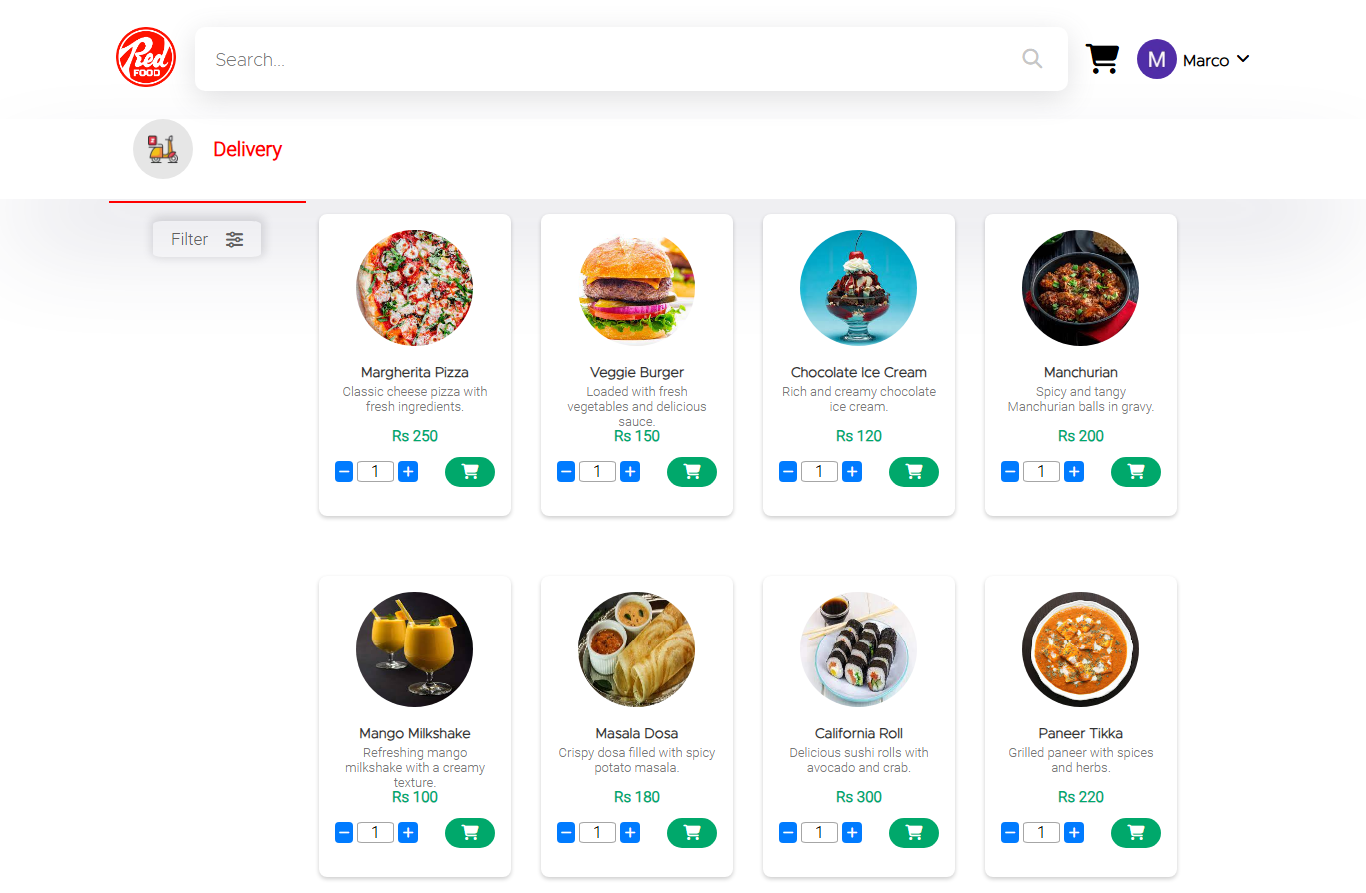 Red
FOOD
Search...
M
Marco
Delivery
Filter
Margherita Pizza
Classic cheese pizza with
fresh ingredients.
Rs 250
1
Veggie Burger
Loaded with fresh
vegetables and delicious
sauce.
Rs 150
1
Chocolate Ice Cream
Rich and creamy chocolate
ice cream.
Rs 120
1
Manchurian
Spicy and tangy
Manchurian balls in gravy.
Rs 200
1
Mango Milkshake
Refreshing mango
milkshake with a creamy
texture.
Rs 100
1
Masala Dosa
Crispy dosa filled with spicy
potato masala.
Rs 180
1
California Roll
Delicious sushi rolls with
avocado and crab.
Rs 300
1
Paneer Tikka
Grilled paneer with spices
and herbs.
Rs 220
1